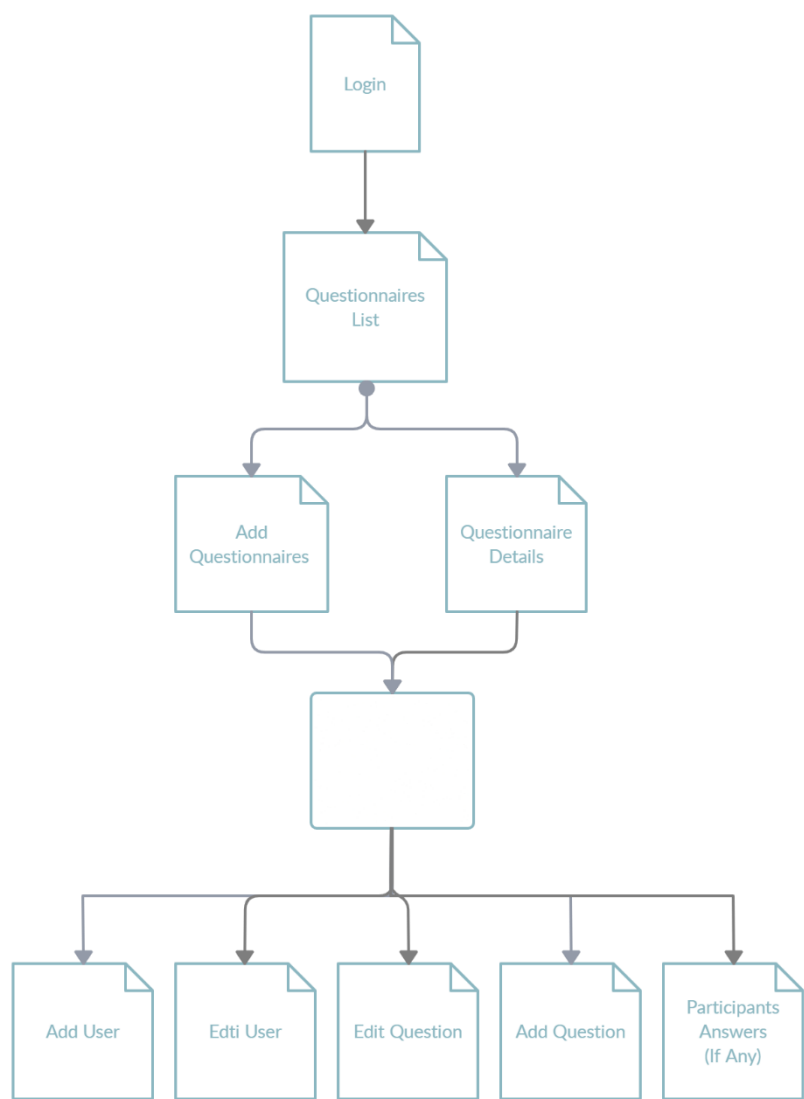 Login
Questionnaires
List
Add
Questionnaires
Questionnaire
Details
Add User
Edti User
Edit Question
Add Question
Participants
Answers
(If Any)